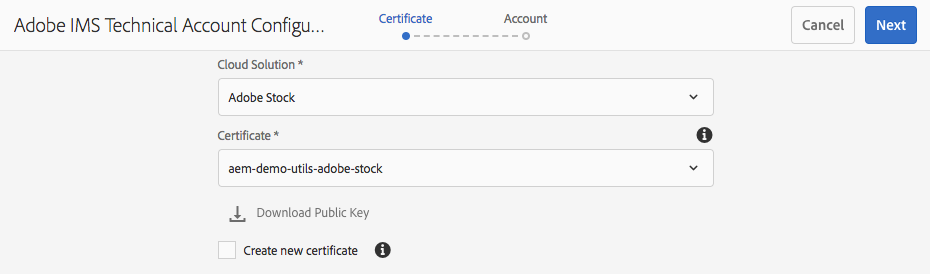 Adobe IMS Technical Account Configu...
Certificate
Account
Cancel
Next
Cloud Solution *
Adobe Stock
Certificate *
aem-demo-utils-adobe-stock
Download Public Key
Create new certificate